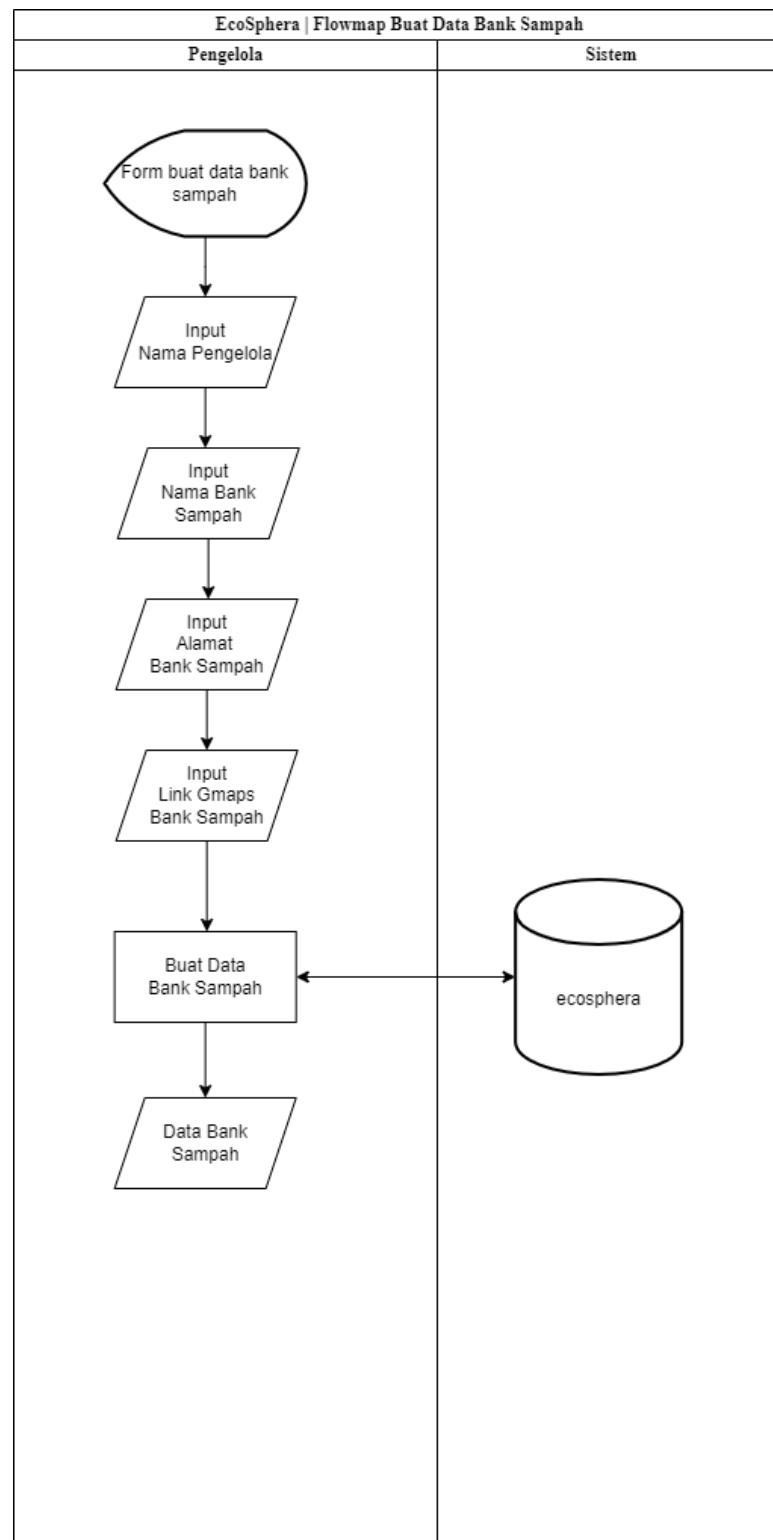 EcoSphera | Flowmap Buat Data Bank Sampah
Pengelola
Sistem
Form buat data bank
sampah
Input
Nama Pengelola
Input
Nama Bank
Sampah
Input
Alamat
Bank Sampah
Input
Link Gmaps
Bank Sampah
Buat Data
Bank Sampah
ecosphera
Data Bank
Sampah